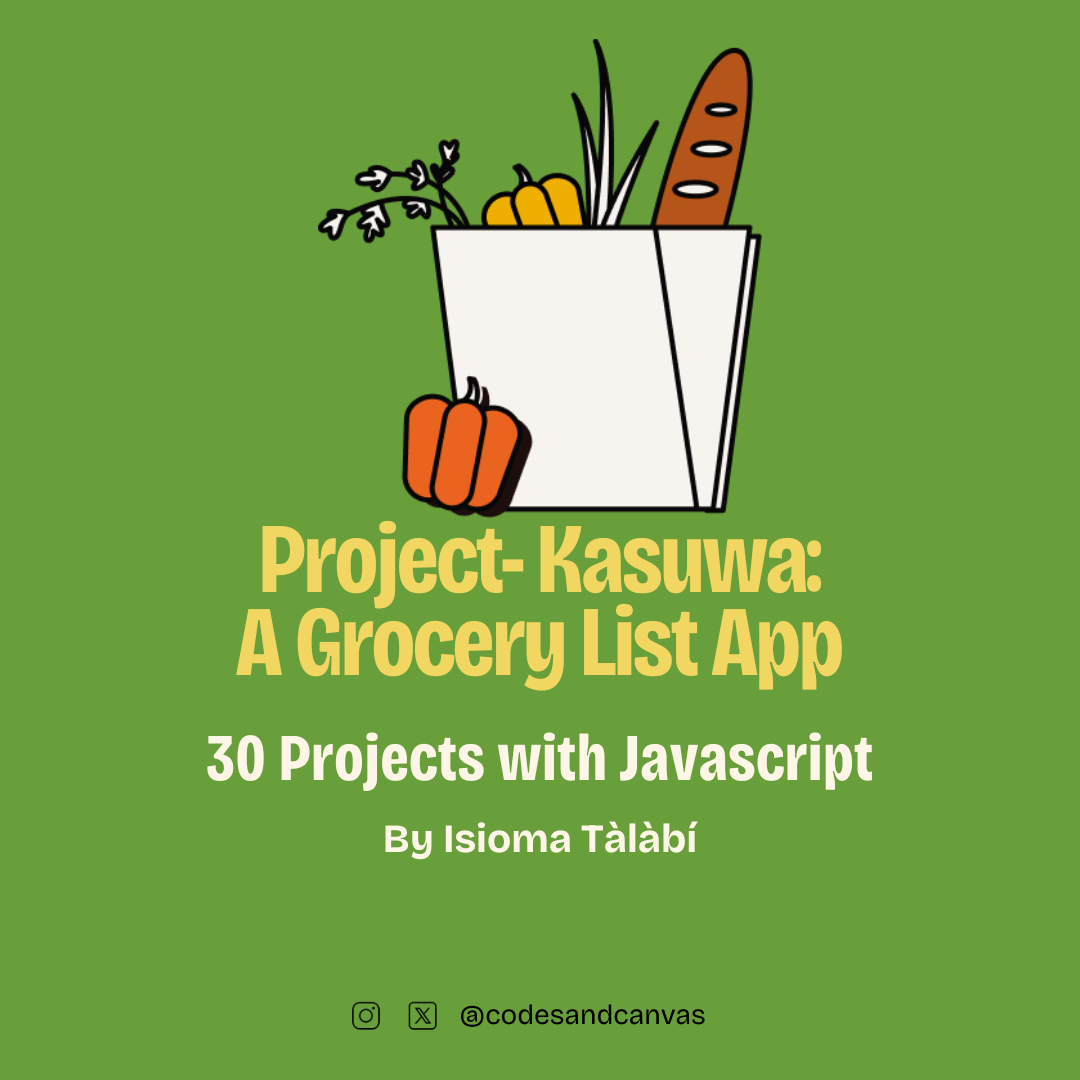 Project- Kasuwa:
A Grocery List App
30 Projects with Javascript
By Isioma Tàlàbí
@codesandcanvas